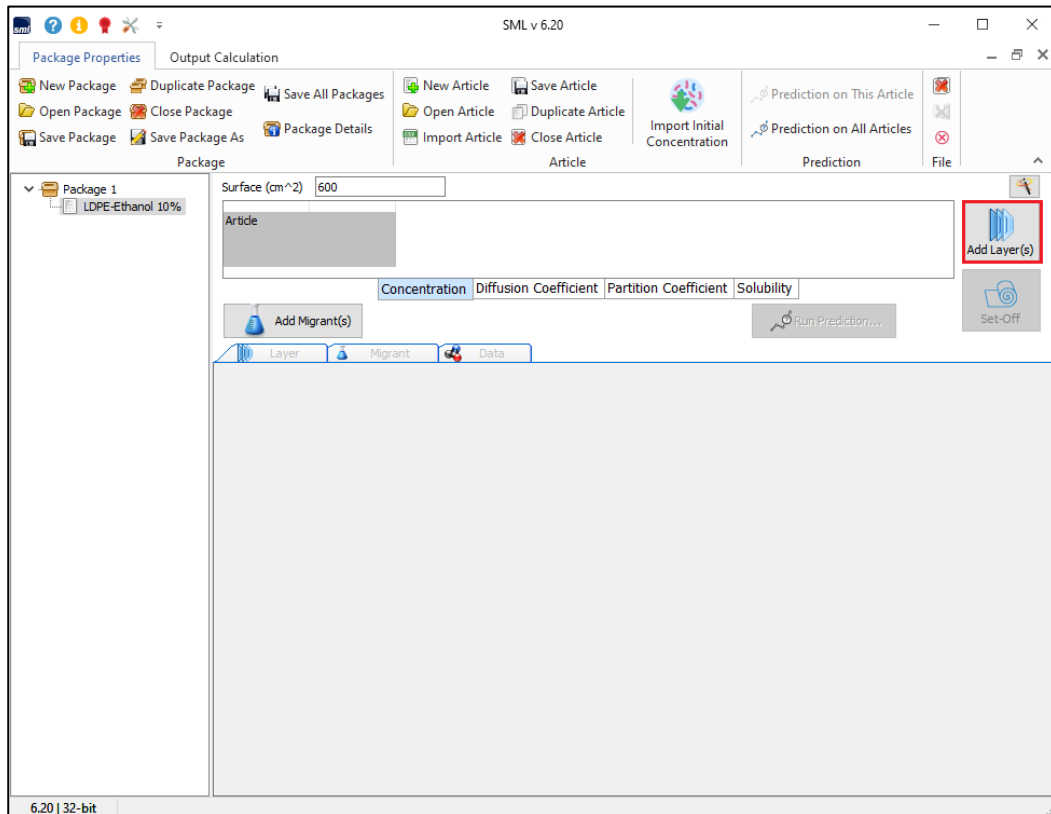 sml
SML v 6.20
Package Properties
Output Calculation
New Package
Duplicate Package
Save All Packages
Open Package
Close Package
Package Details
Save Package
Save Package As
Package
New Article
Save Article
Open Article
Duplicate Article
Import Article
Close Article
Import Initial
Concentration
Article
Prediction on This Article
Prediction on All Articles
Prediction
File
Package 1
LDPE-Ethanol 10%
Surface (cm^2)
600
Article
Add Layer(s)
Concentration
Diffusion Coefficient
Partition Coefficient
Solubility
Add Migrant(s)
Run Prediction...
Set-Off
Layer
Migrant
Data
6.20 | 32-bit